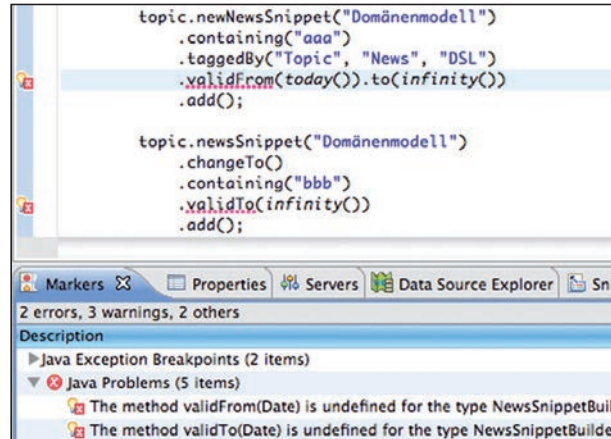 topic.newNewsSnippet("Domänenmodell")
.containing("aaa")
.taggedBy("Topic", "News", "DSL")
.validFrom(today()).to(infinity())
.add();
topic.newsSnippet("Domänenmodell")
.changeTo()
.containing("bbb")
.validTo(infinity())
.add();
Markers Properties Servers Data Source Explorer Sn
2 errors, 3 warnings, 2 others
Description
Java Exception Breakpoints (2 items)
Java Problems (5 items)
The method validFrom(Date) is undefined for the type NewsSnippetBuil
The method validTo(Date) is undefined for the type NewsSnippetBuilde